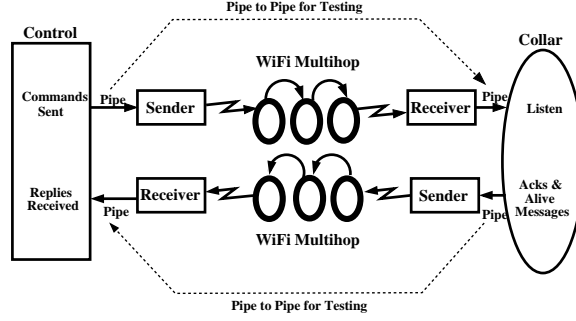 Pipe to Pipe for Testing
Control
Collar
WiFi Multihop
Commands
Sent
Pipe
Sender
Receiver
Pipe
Listen
Replies
Received
Pipe
Receiver
Sender
Pipe
Acks &
Alive
Messages
WiFi Multihop
Pipe to Pipe for Testing